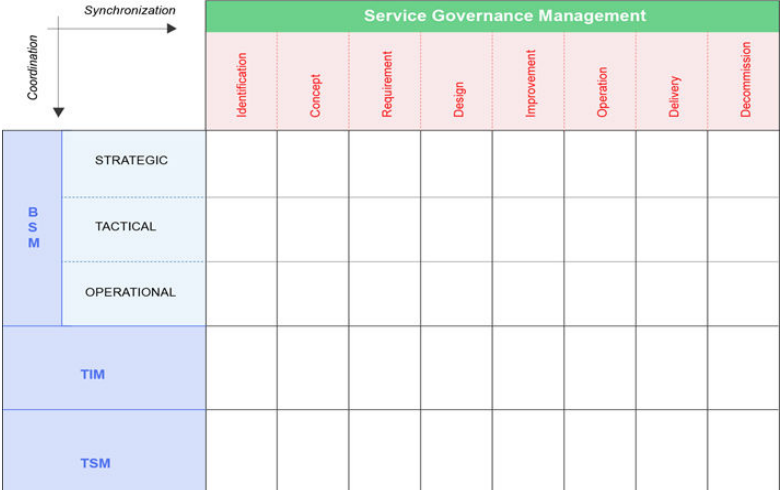 Synchronization
Coordination
Service Governance Management
Identification
Concept
Requirement
Design
Improvement
Operation
Delivery
Decommission
B
S
M
STRATEGIC
TACTICAL
OPERATIONAL
TIM
TSM